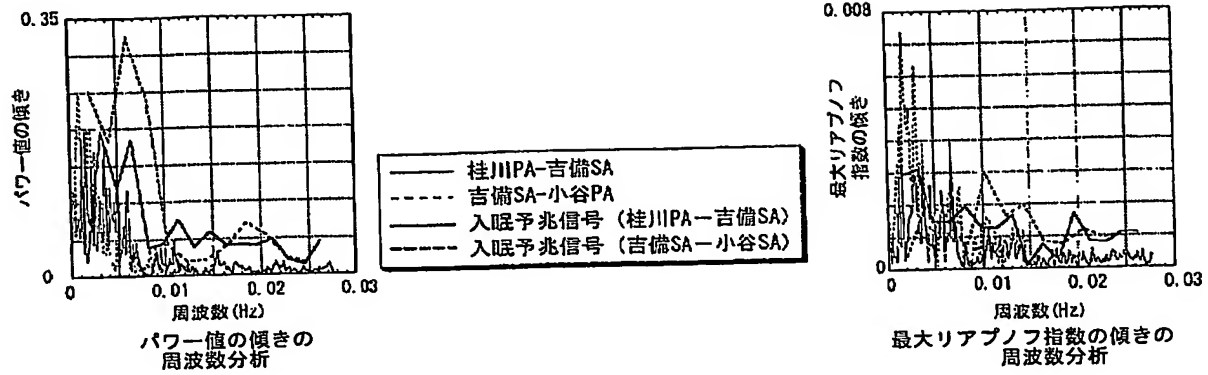 0.35
パワー値の傾き
0
0
0.01
0.02
0.03
周波数(Hz)
パワー値の傾きの
周波数分析
桂川PA-吉備SA
吉備SA-小谷PA
入眠予兆信号(桂川PA−吉備SA)
入眠予兆信号(吉備SA−小谷SA)
0.008
最大リアプノフ
指数の傾き
0
0
0.01
0.02
0.03
周波数(Hz)
最大リアプノフ指数の傾きの
周波数分析